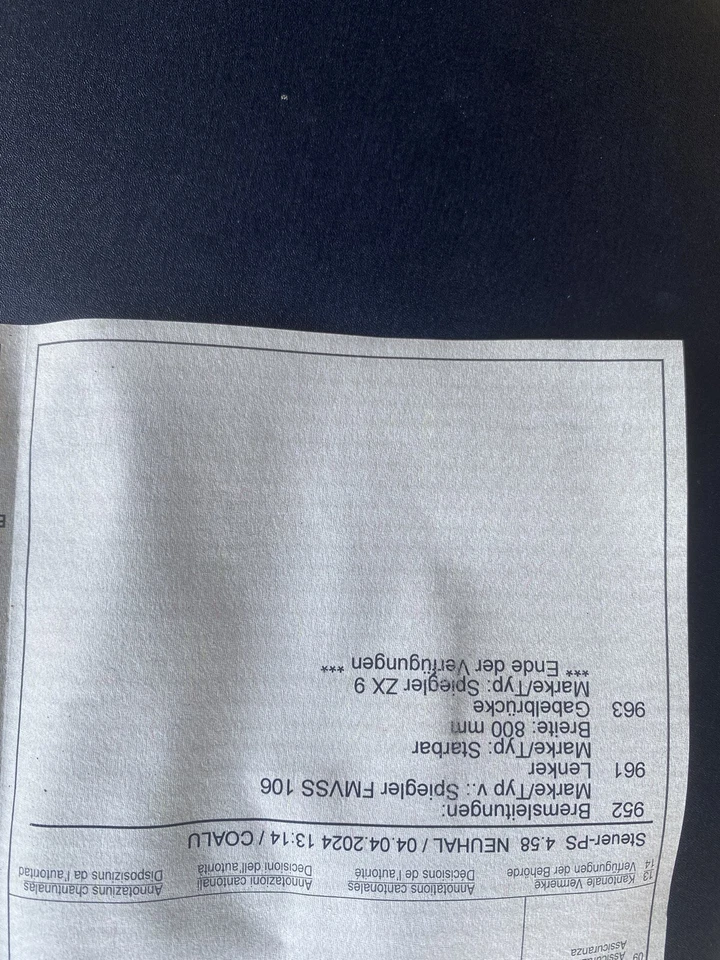 09 Assicuranza
13 Kantonale Vermerke Annotations cantonales Annotazioni cantonali Annotaziuns chantunalas
14 Verfügungen der Behörde Décisions de l'autorité Decisioni dell'autorità Disposiziuns da l'autoritad
Steuer-PS 4.58 NEUHAL / 04.04.2024 13:14 / COALU
952 Bremsleitungen:
Marke/Typ v.: Spiegler FMVSS 106
961 Lenker
Marke/Typ: Starbar
Breite: 800 mm
963 Gabelbrücke
Marke/Typ: Spiegler ZX 9
*** Ende der Verfügungen ***